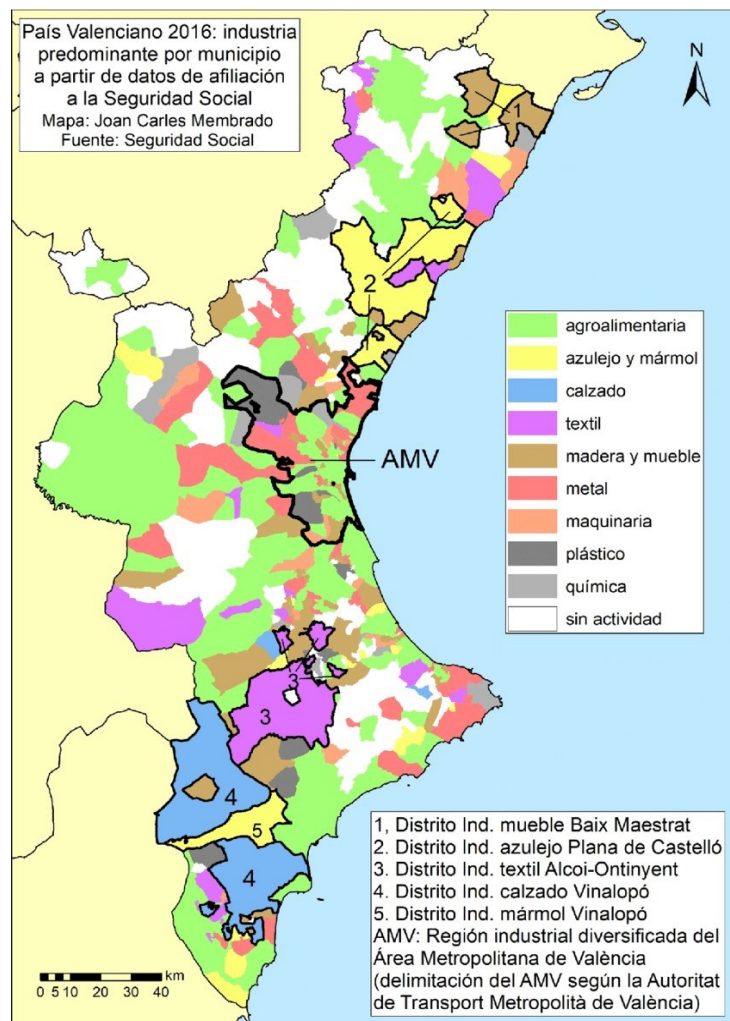 País Valenciano 2016: industria
predominante por municipio
a partir de datos de afiliación
a la Seguridad Social
Mapa: Joan Carles Membrado
Fuente: Seguridad Social
N
1
2
agroalimentaria
azulejo y mármol
calzado
textil
madera y mueble
metal
maquinaria
plástico
química
sin actividad
AMV
3
3
4
5
4
1, Distrito Ind. mueble Baix Maestrat
2. Distrito Ind. azulejo Plana de Castelló
3. Distrito Ind. textil Alcoi-Ontinyent
4. Distrito Ind. calzado Vinalopó
5. Distrito Ind. mármol Vinalopó
AMV: Región industrial diversificada del
Área Metropolitana de València
(delimitación del AMV según la Autoritat
de Transport Metropolità de València)
km
0 5 10 20 30 40